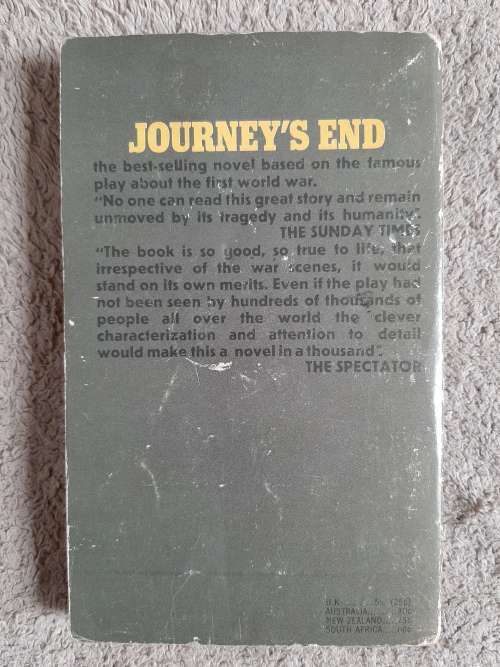 JOURNEY'S END
the best-selling novel based on the famous
play about the first world war.
"No one can read this great story and remain
unmoved by its tragedy and its humanity".
THE SUNDAY TIMES
"The book is so good, so true to life, that
irrespective of the war scenes, it would
stand on its own merits. Even if the play had
not been seen by hundreds of thousands of
people all over the world the clever
characterization and attention to detail
would make this a novel in a thousand".
THE SPECTATOR
U.K.
AUSTRALIA
NEW ZEALAND
SOUTH AFRICA